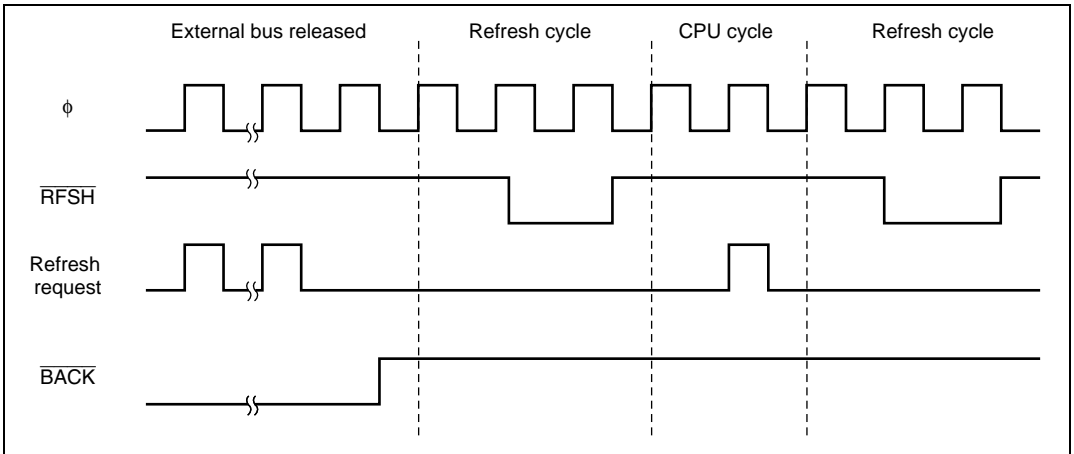 External bus released Refresh cycle CPU cycle Refresh cycle
ϕ
RFSH
Refresh
request
BACK